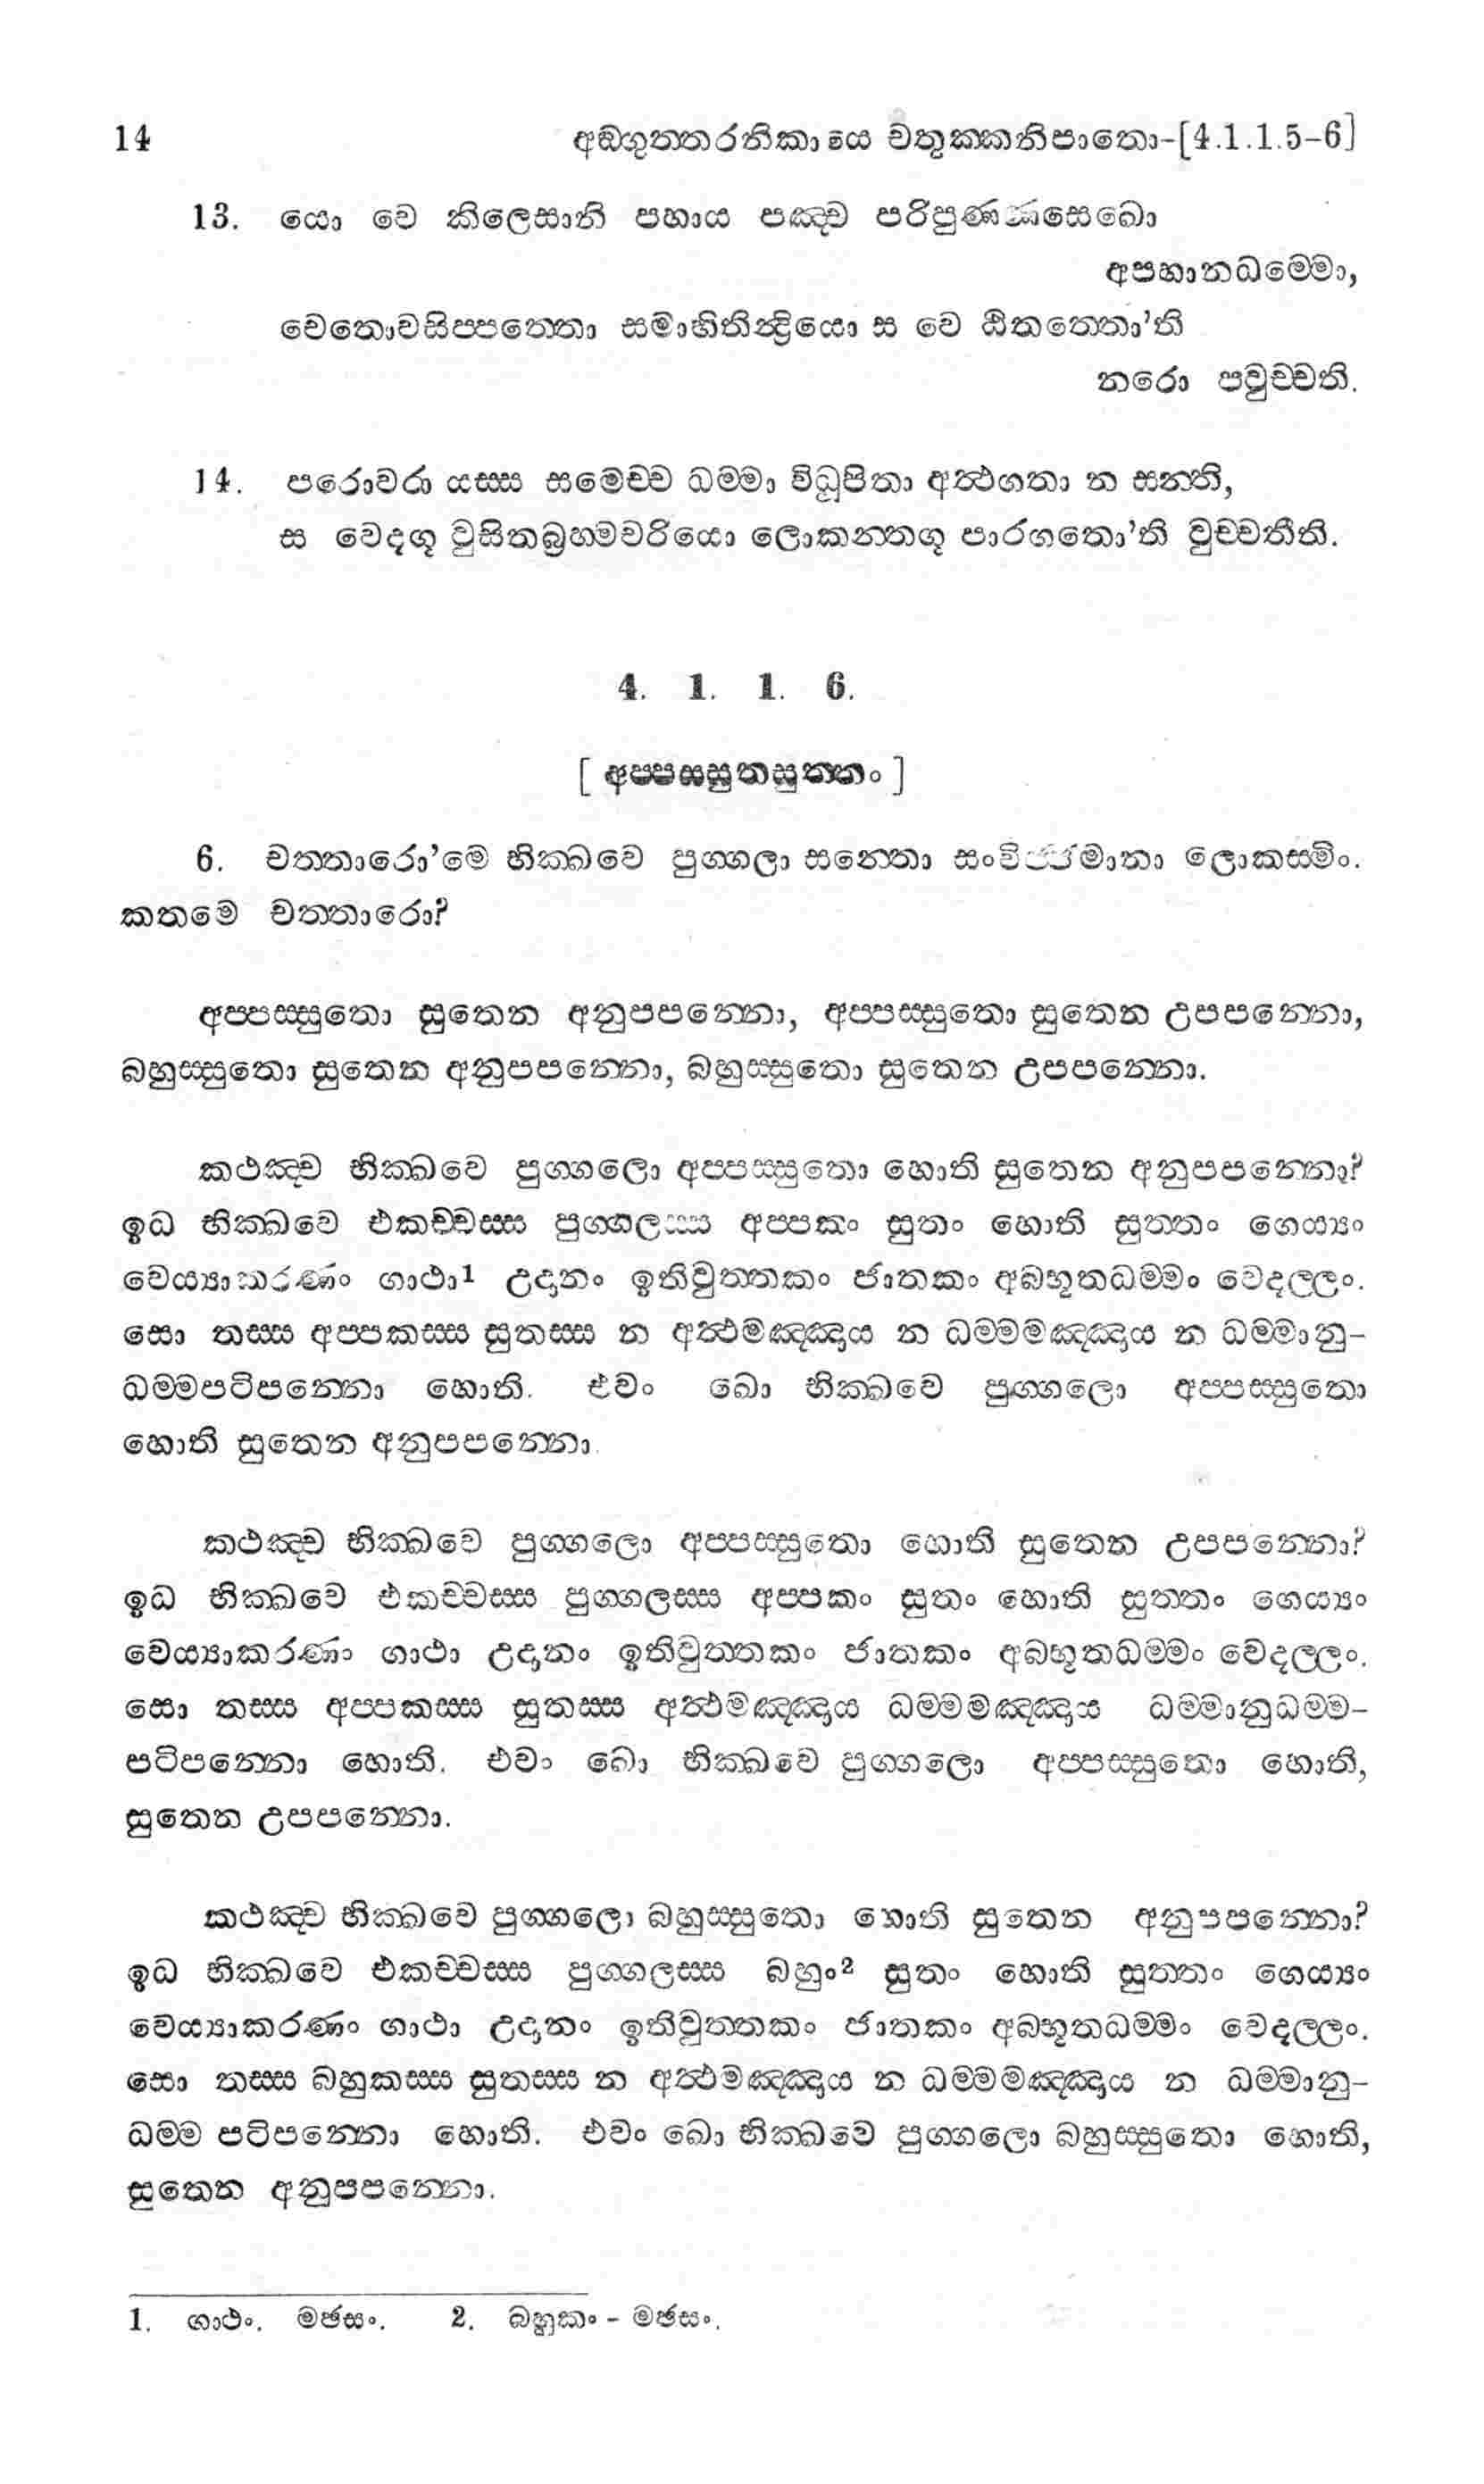 14 අඞ්ගුත්තරනිකායෙ චතුක්කනිපාතො-[4.1.1.5-6]
13. යො වෙ කිලෙසානි පහාය පඤ්ච පරිපුණ්ණසෙඛො
අපහානධම්මො,
චෙතොවසිප්පත්තො සමාහිතින්ද්‍රියො ස වෙ ඨිතත්තො'ති
නරො පවුච්චති.
14. පරොවරා යස්ස සමෙච්ච ධම්මා විධූපිතා අත්ථගතා න සන්ති,
ස වෙදගූ වුසිතබ්‍රහ්මචරියො ලොකන්තගූ පාරගතො'ති වුච්චතීති.
4. 1. 1. 6.
[ අප්පස්සුතසුත්තං ]
6. චත්තාරො'මෙ භික්ඛවෙ පුග්ගලා සන්තො සංවිජ්ජමානා ලොකස්මිං.
කතමෙ චත්තාරො?
අප්පස්සුතො සුතෙන අනුපපන්නො, අප්පස්සුතො සුතෙන උපපන්නො,
බහුස්සුතො සුතෙන අනුපපන්නො, බහුස්සුතො සුතෙන උපපන්නො.
කථඤ්ච භික්ඛවෙ පුග්ගලො අප්පස්සුතො හොති සුතෙන අනුපපන්නො?
ඉධ භික්ඛවෙ එකච්චස්ස පුග්ගලස්ස අප්පකං සුතං හොති සුත්තං ගෙය්‍යං
වෙය්‍යාකරණං ගාථා1 උදානං ඉතිවුත්තකං ජාතකං අබ්භූතධම්මං වෙදල්ලං.
සො තස්ස අප්පකස්ස සුතස්ස න අත්ථමඤ්ඤාය න ධම්මමඤ්ඤාය න ධම්මානු-
ධම්මපටිපන්නො හොති. එවං ඛො භික්ඛවෙ පුග්ගලො අප්පස්සුතො
හොති සුතෙන අනුපපන්නො.
කථඤ්ච භික්ඛවෙ පුග්ගලො අප්පස්සුතො හොති සුතෙන උපපන්නො?
ඉධ භික්ඛවෙ එකච්චස්ස පුග්ගලස්ස අප්පකං සුතං හොති සුත්තං ගෙය්‍යං
වෙය්‍යාකරණං ගාථා උදානං ඉතිවුත්තකං ජාතකං අබ්භූතධම්මං වෙදල්ලං.
සො තස්ස අප්පකස්ස සුතස්ස අත්ථමඤ්ඤාය ධම්මමඤ්ඤාය ධම්මානුධම්ම-
පටිපන්නො හොති. එවං ඛො භික්ඛවෙ පුග්ගලො අප්පස්සුතො හොති,
සුතෙන උපපන්නො.
කථඤ්ච භික්ඛවෙ පුග්ගලො බහුස්සුතො හොති සුතෙන අනුපපන්නො?
ඉධ භික්ඛවෙ එකච්චස්ස පුග්ගලස්ස බහුං2 සුතං හොති සුත්තං ගෙය්‍යං
වෙය්‍යාකරණං ගාථා උදානං ඉතිවුත්තකං ජාතකං අබ්භූතධම්මං වෙදල්ලං.
සො තස්ස බහුකස්ස සුතස්ස න අත්ථමඤ්ඤාය න ධම්මමඤ්ඤාය න ධම්මානු-
ධම්ම පටිපන්නො හොති. එවං ඛො භික්ඛවෙ පුග්ගලො බහුස්සුතො හොති,
සුතෙන අනුපපන්නො.
1. ගාථං. මඡසං. 2. බහුකං - මඡසං.